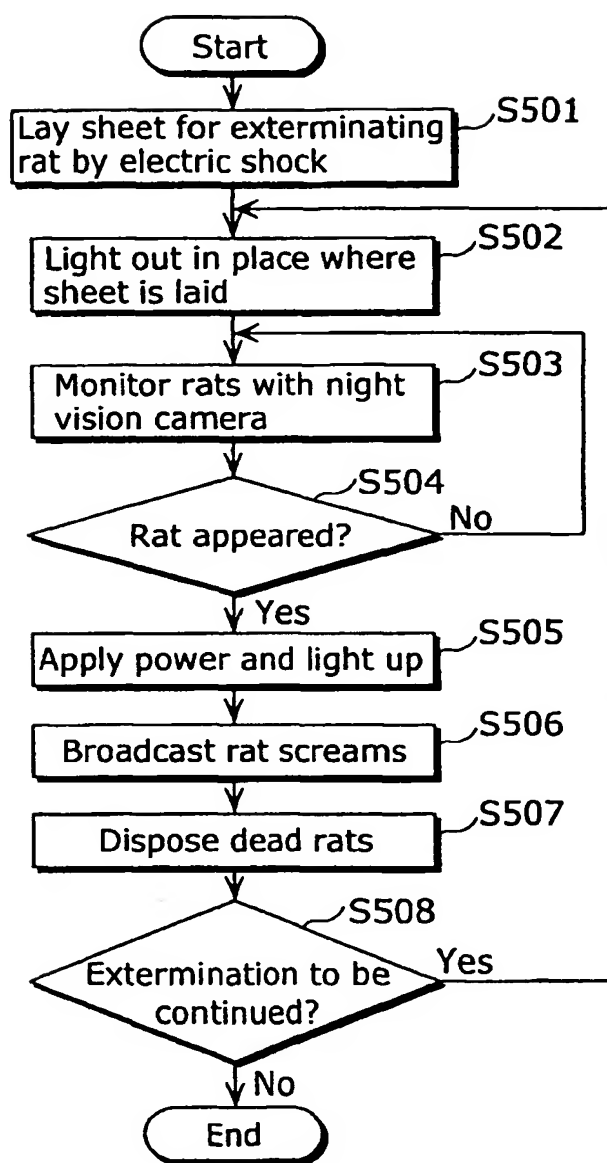 Start
S501
Lay sheet for exterminating
rat by electric shock
S502
Light out in place where
sheet is laid
S503
Monitor rats with night
vision camera
S504
Rat appeared?
No
Yes
S505
Apply power and light up
S506
Broadcast rat screams
S507
Dispose dead rats
S508
Extermination to be
continued?
Yes
No
End